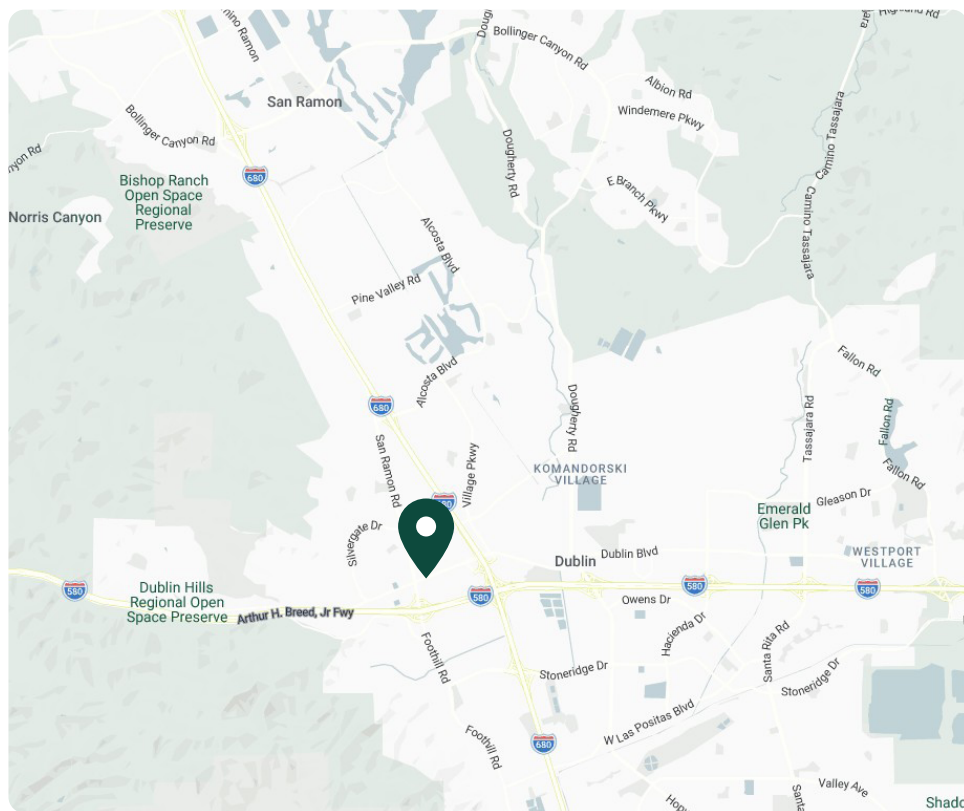 Highland Rd
Bollinger Canyon Rd
San Ramon
Albion Rd
Windemere Pkwy
Bollinger Canyon Rd
Dougherty Rd
Camino Tassajara
680
Bishop Ranch
Open Space
Regional
Preserve
E Branch Pkwy
Norris Canyon
Alcosta Blvd
Camino Tassajara
Pine Valley Rd
Fallon Rd
Alcosta Blvd
680
Dougherty Rd
Tassajara Rd
Fallon Rd
San Ramon Rd
Village Pkwy
KOMANDORSKI
VILLAGE
Fallon Rd
680
Gleason Dr
Emerald
Glen Pk
Silvergate Dr
Dublin
Dublin Blvd
WESTPORT
VILLAGE
580
Dublin Hills
Regional Open
Space Preserve
580
580
580
Arthur H. Breed, Jr Fwy
Owens Dr
Hacienda Dr
Santa Rita Rd
Foothill Rd
Stoneridge Dr
Stoneridge Dr
W Las Positas Blvd
Foothill Rd
680
Valley Ave